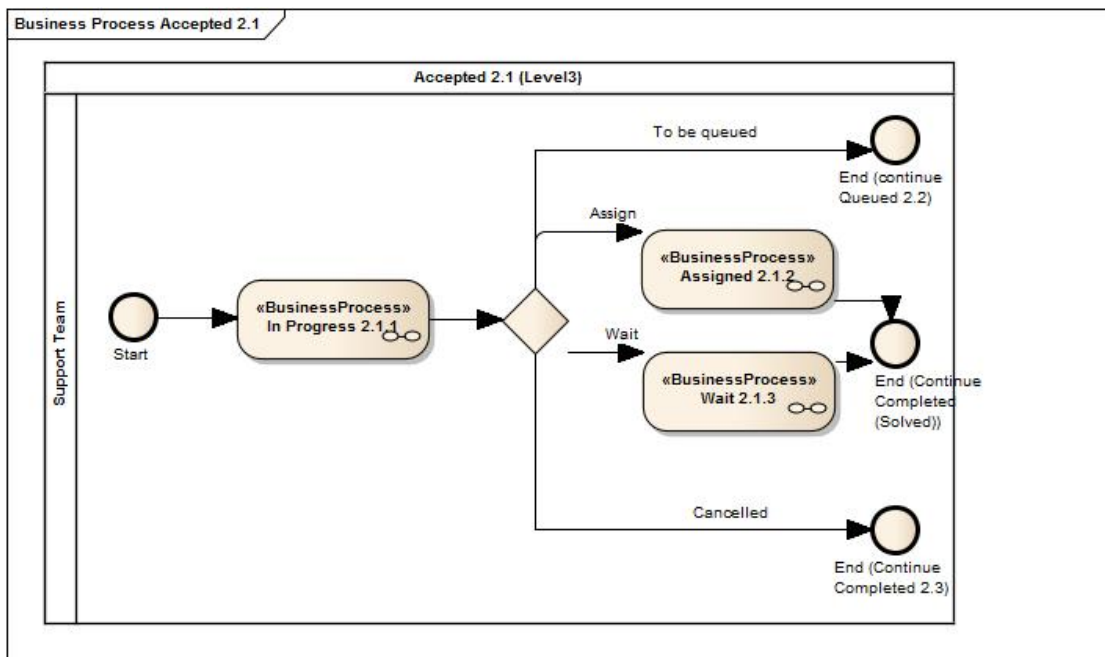 Business Process Accepted 2.1
Accepted 2.1 (Level3)
Support Team
Start
«BusinessProcess»
In Progress 2.1.1
To be queued
End (continue
Queued 2.2)
Assign
«BusinessProcess»
Assigned 2.1.2
Wait
«BusinessProcess»
Wait 2.1.3
End (Continue
Completed
(Solved))
Cancelled
End (Continue
Completed 2.3)